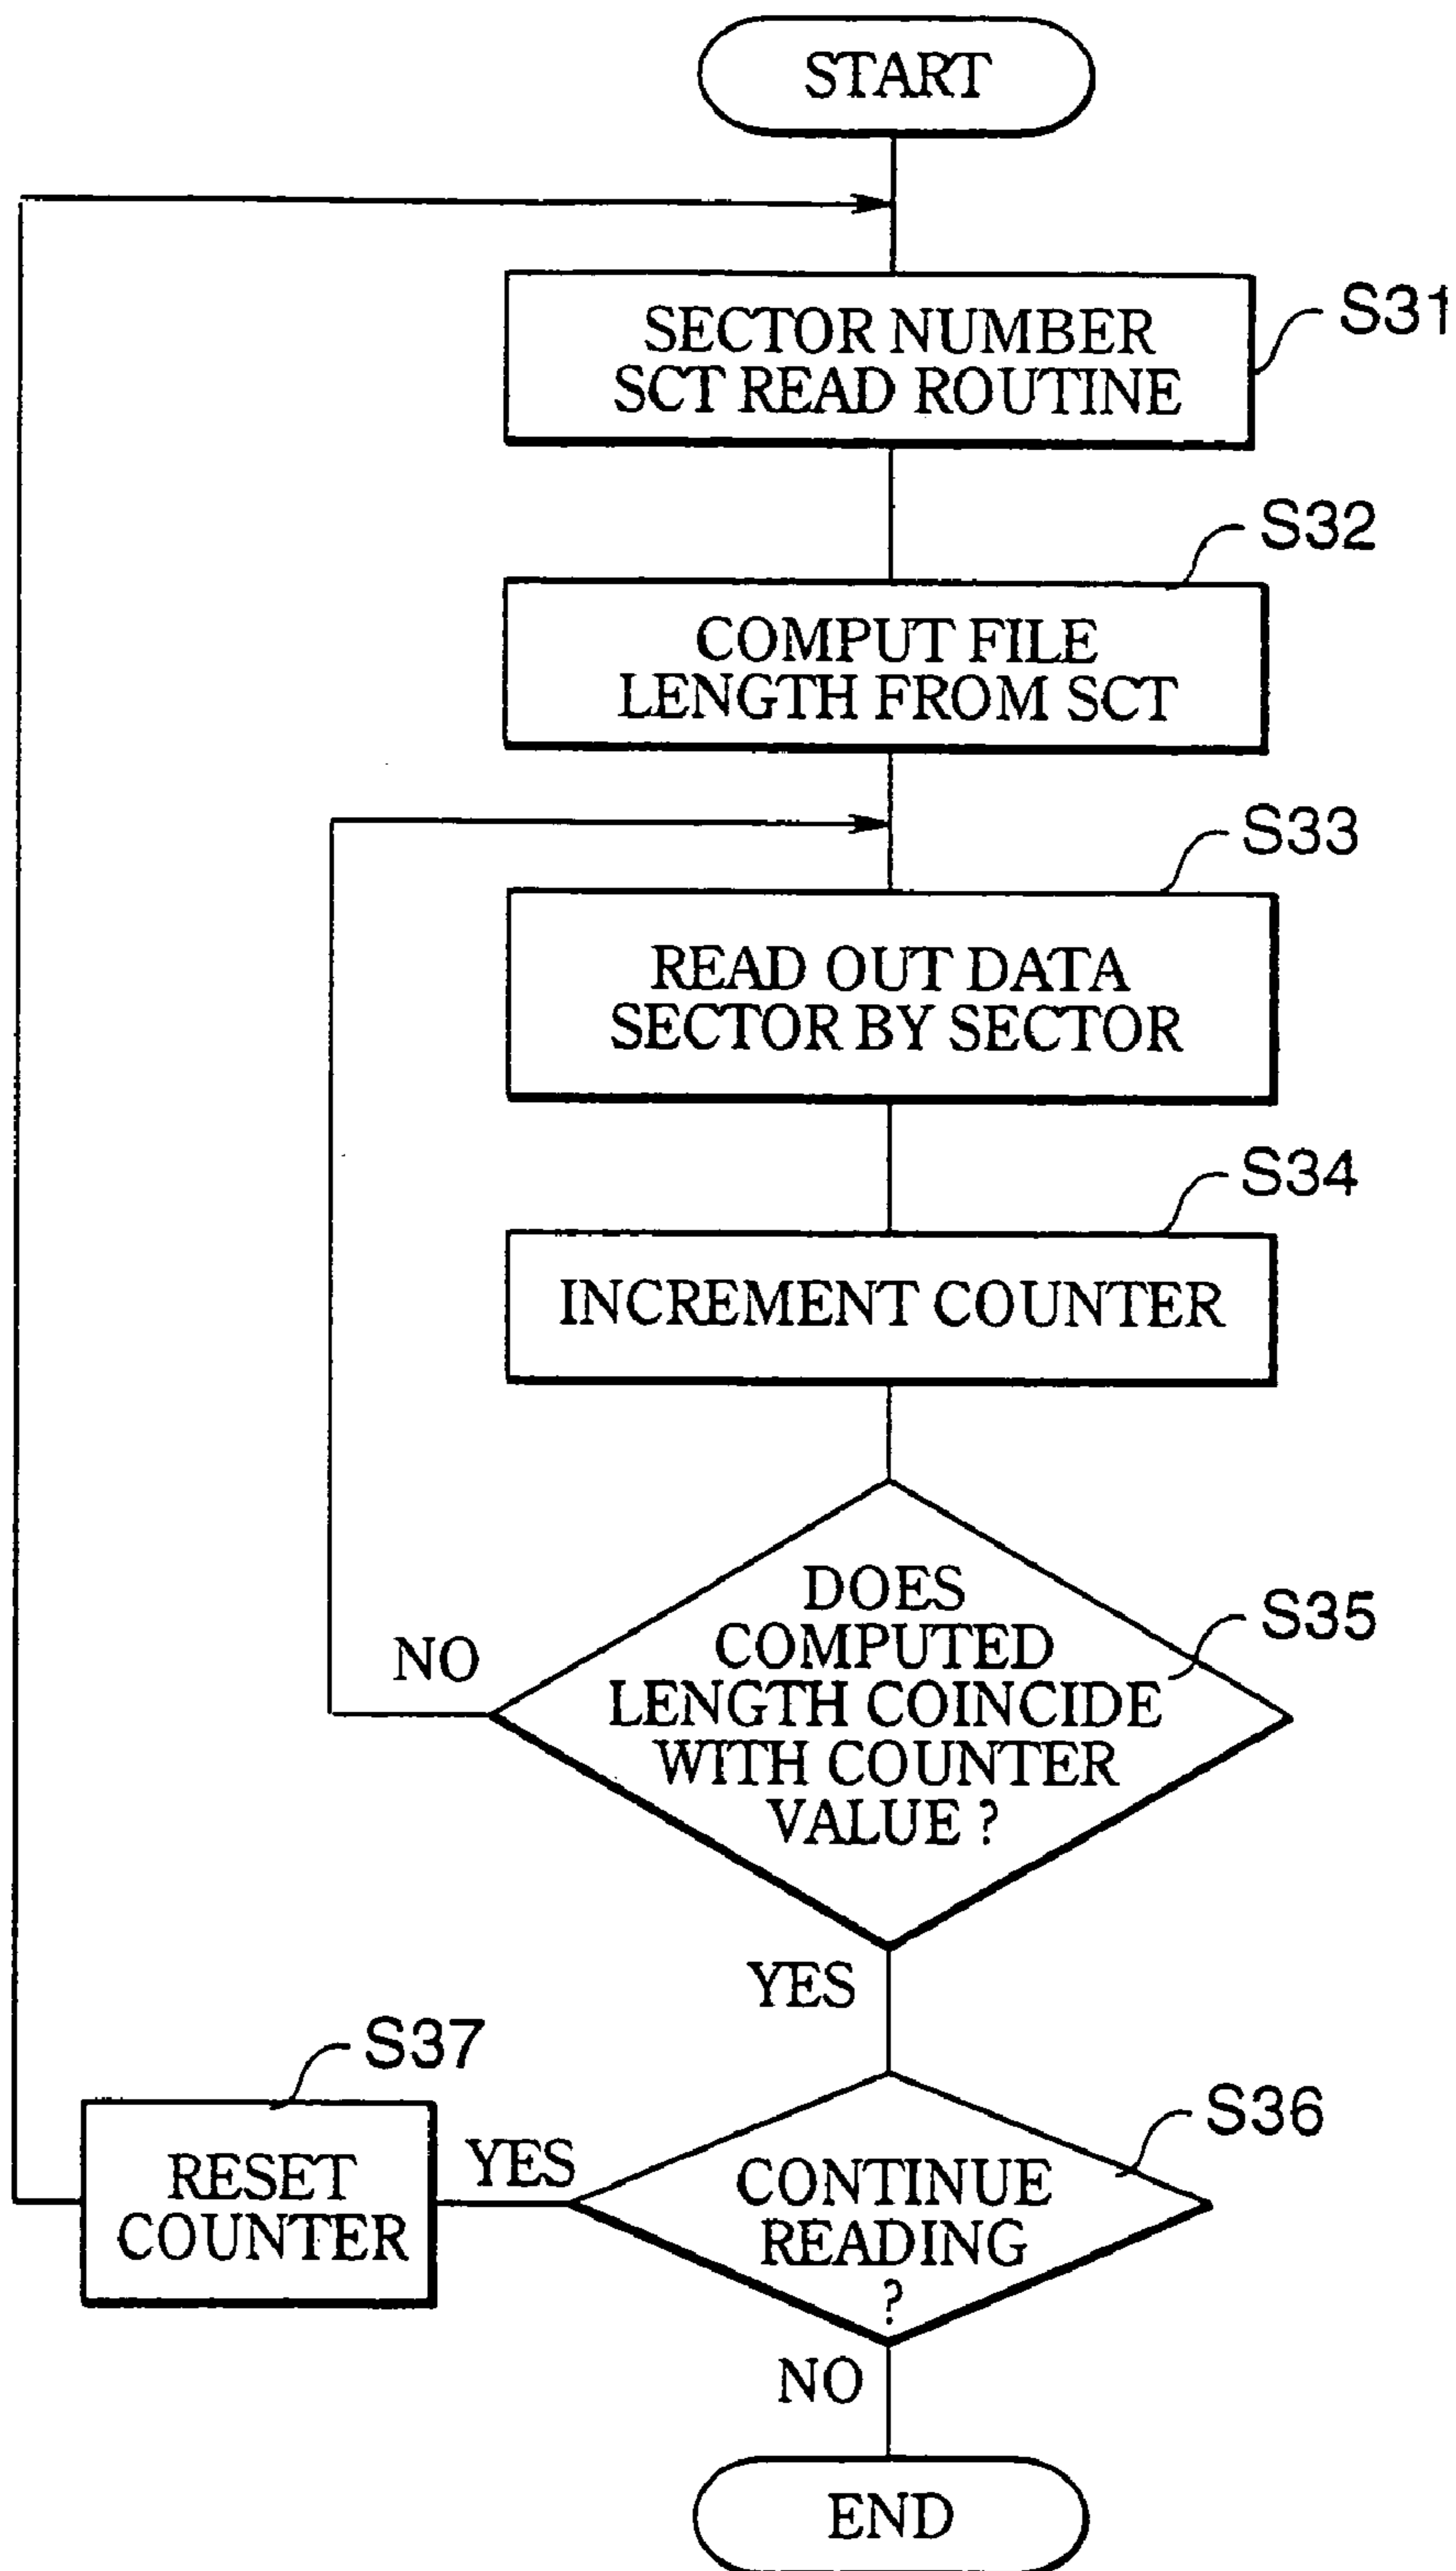 START
SECTOR NUMBER
SCT READ ROUTINE
S31
S32
COMPUT FILE
LENGTH FROM SCT
S33
READ OUT DATA
SECTOR BY SECTOR
S34
INCREMENT COUNTER
DOES
COMPUTED
LENGTH COINCIDE
WITH COUNTER
VALUE ?
S35
NO
YES
S37
RESET
COUNTER
YES
S36
CONTINUE
READING
?
NO
END